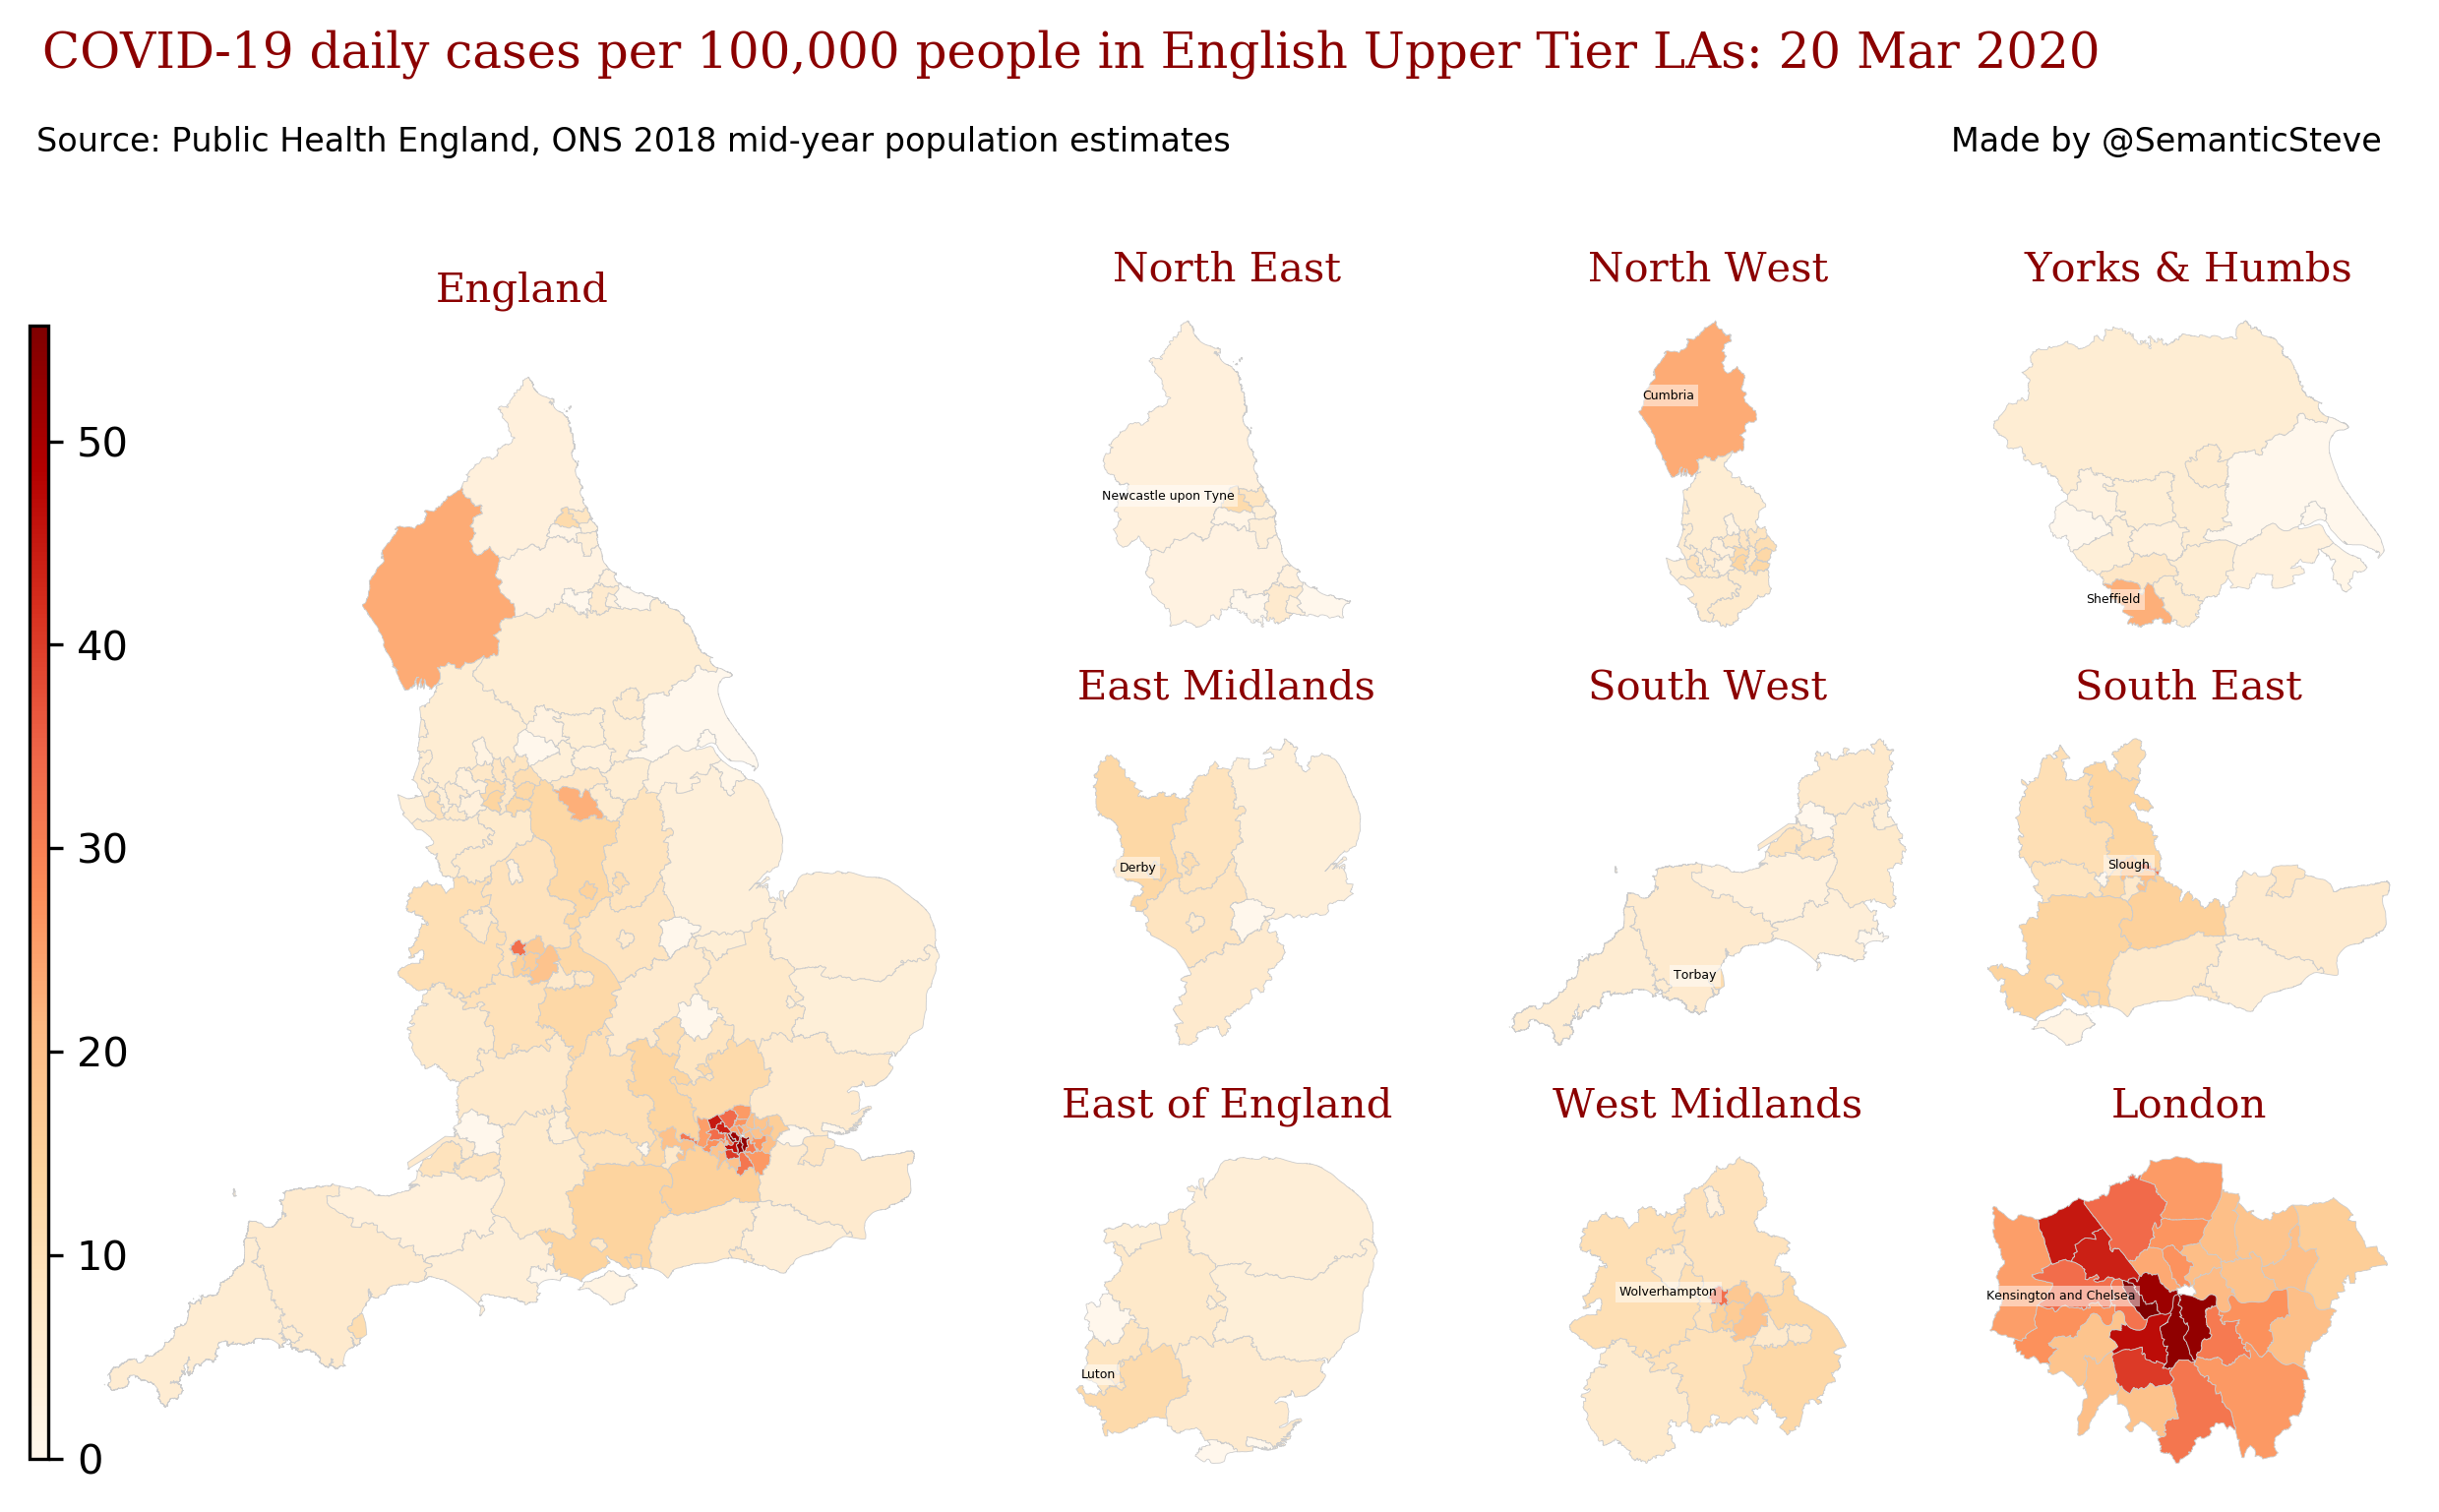 COVID-19 daily cases per 100,000 people in English Upper Tier LAs: 20 Mar 2020
Source: Public Health England, ONS 2018 mid-year population estimates
Made by @SemanticSteve
England
50
40
30
20
10
0
North East
Newcastle upon Tyne
North West
Cumbria
Yorks & Humbs
Sheffield
East Midlands
Derby
South West
Torbay
South East
Slough
East of England
Luton
West Midlands
Wolverhampton
London
Kensington and Chelsea